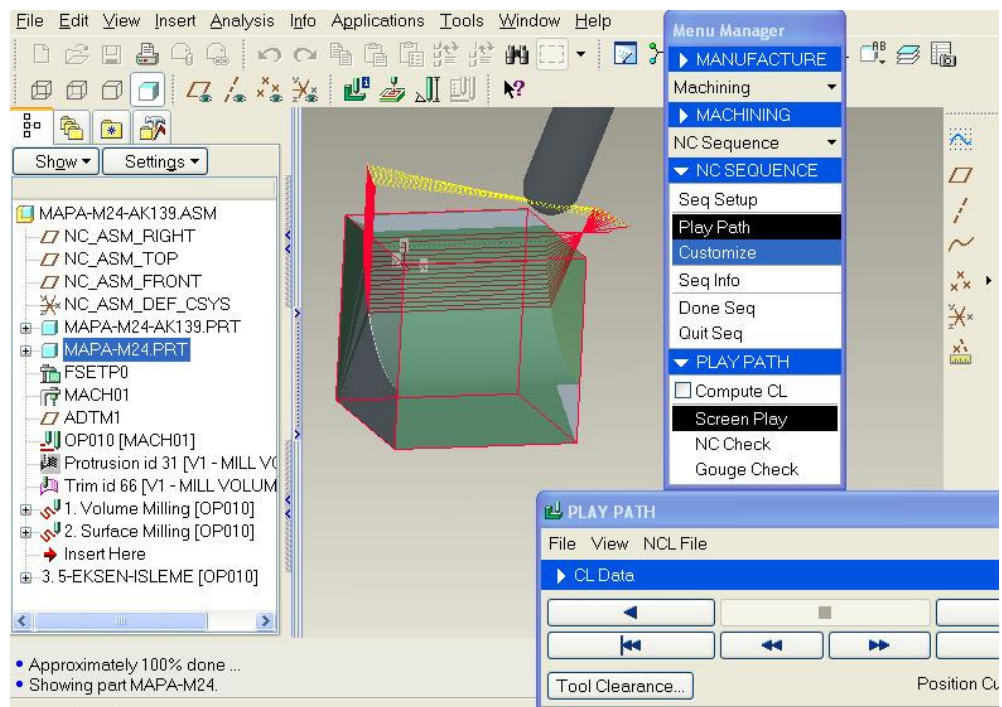 File Edit View Insert Analysis Info Applications Tools Window Help
Menu Manager
MANUFACTURE
Machining
MACHINING
NC Sequence
NC SEQUENCE
Seq Setup
Play Path
Customize
Seq Info
Done Seq
Quit Seq
PLAY PATH
Compute CL
Screen Play
NC Check
Gouge Check
Show Settings
MAPA-M24-AK139.ASM
NC_ASM_RIGHT
NC_ASM_TOP
NC_ASM_FRONT
NC_ASM_DEF_CSYS
MAPA-M24-AK139.PRT
MAPA-M24.PRT
FSETP0
MACH01
ADTM1
OP010 [MACH01]
Protrusion id 31 [V1 - MILL VO
Trim id 66 [V1 - MILL VOLUM
1. Volume Milling [OP010]
2. Surface Milling [OP010]
Insert Here
3. 5-EKSEN-ISLEME [OP010]
PLAY PATH
File View NCL File
CL Data
Tool Clearance... Position Cu
• Approximately 100% done ...
• Showing part MAPA-M24.